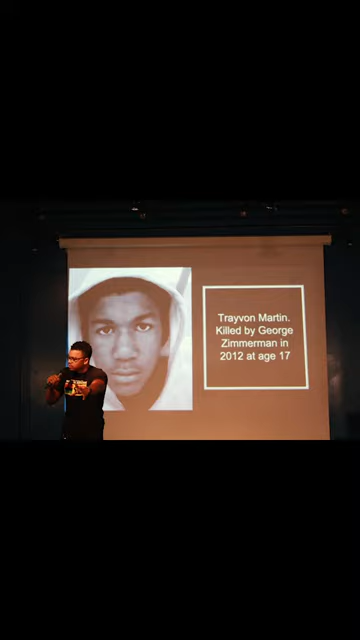 Trayvon Martin.
Killed by George
Zimmerman in
2012 at age 17